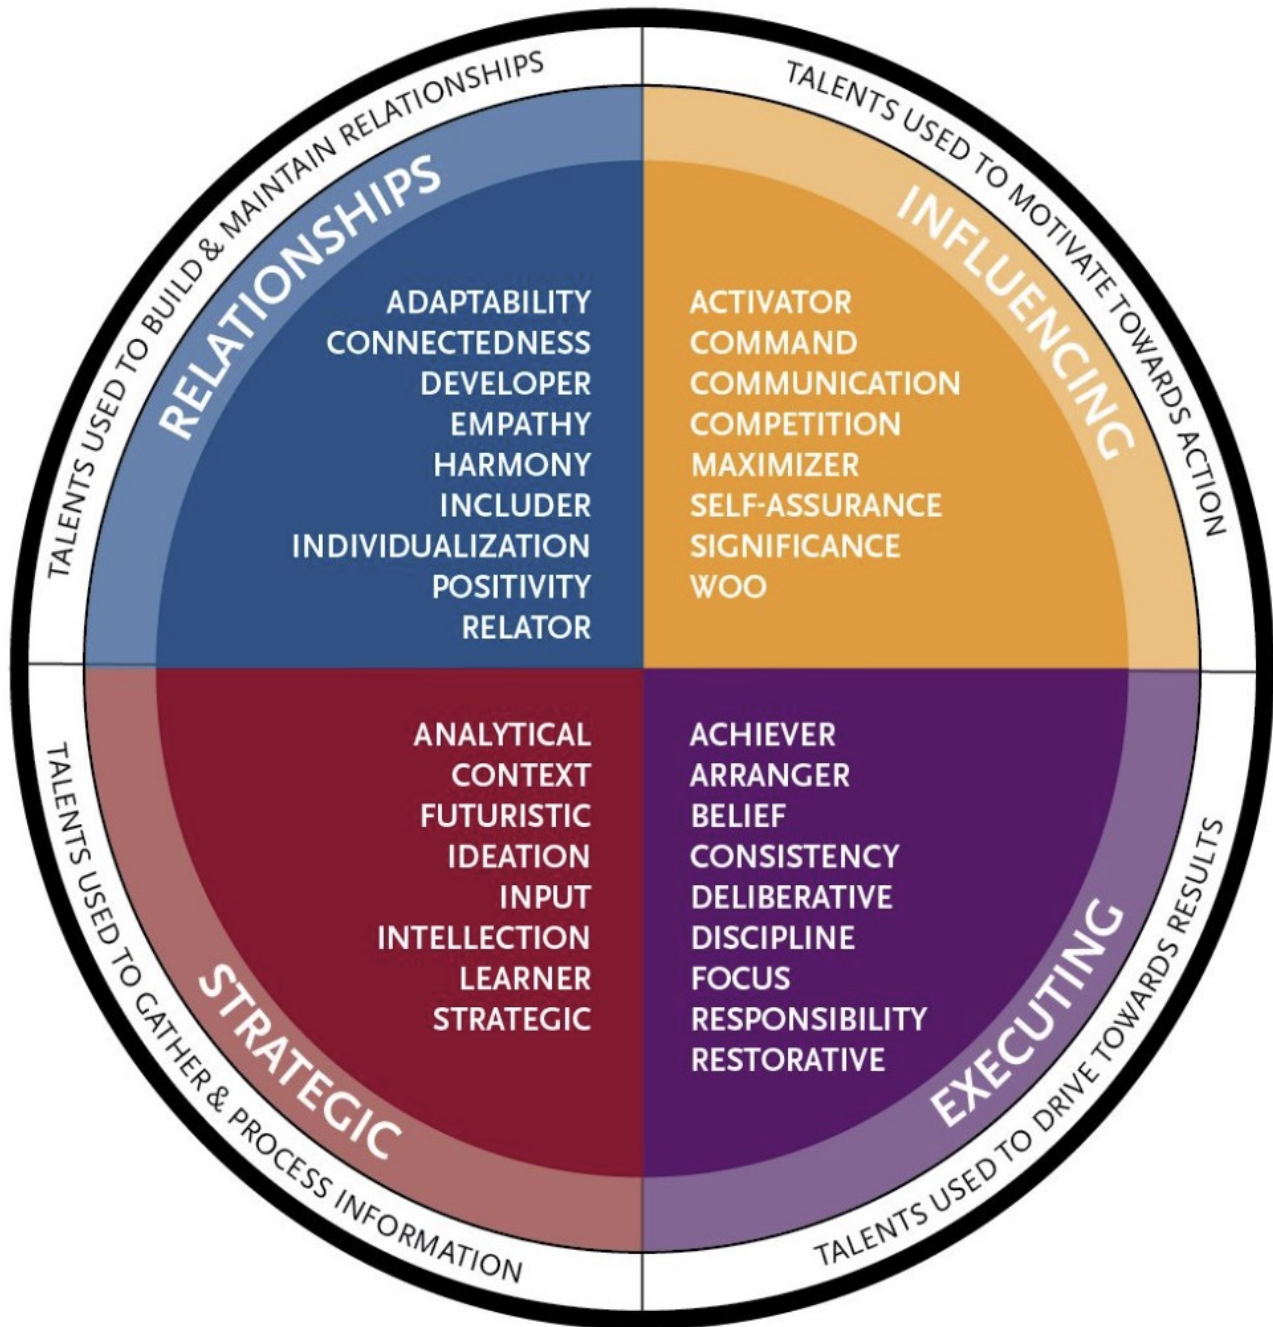 TALENTS USED TO BUILD & MAINTAIN RELATIONSHIPS
RELATIONSHIPS
ADAPTABILITY
CONNECTEDNESS
DEVELOPER
EMPATHY
HARMONY
INCLUDER
INDIVIDUALIZATION
POSITIVITY
RELATOR
TALENTS USED TO MOTIVATE TOWARDS ACTION
INFLUENCING
ACTIVATOR
COMMAND
COMMUNICATION
COMPETITION
MAXIMIZER
SELF-ASSURANCE
SIGNIFICANCE
WOO
TALENTS USED TO GATHER & PROCESS INFORMATION
STRATEGIC
ANALYTICAL
CONTEXT
FUTURISTIC
IDEATION
INPUT
INTELLECTION
LEARNER
STRATEGIC
TALENTS USED TO DRIVE TOWARDS RESULTS
EXECUTING
ACHIEVER
ARRANGER
BELIEF
CONSISTENCY
DELIBERATIVE
DISCIPLINE
FOCUS
RESPONSIBILITY
RESTORATIVE